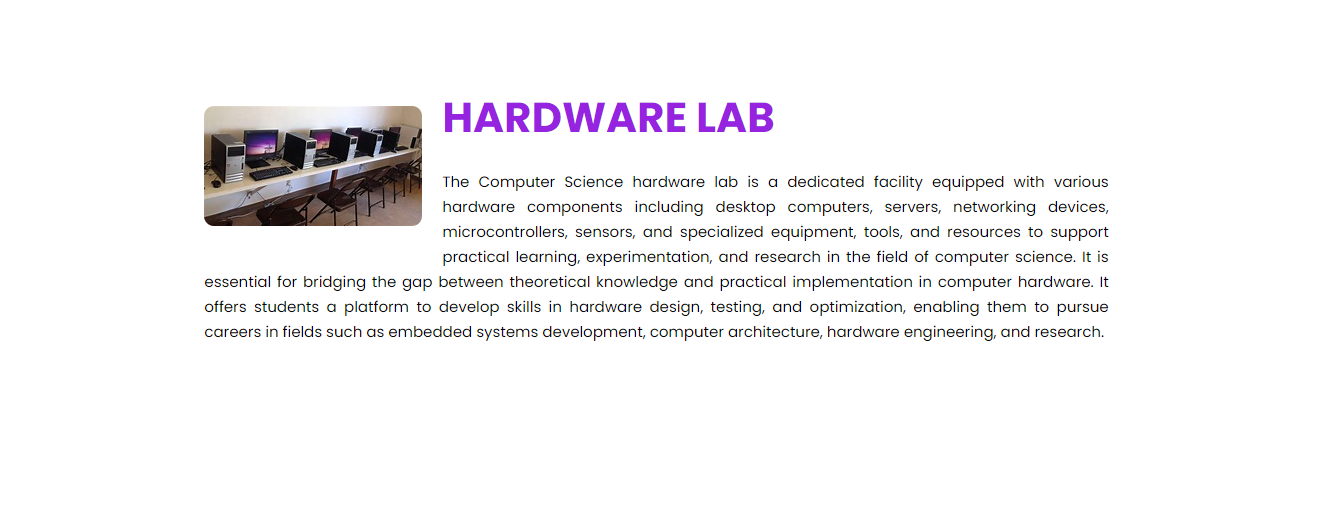 HARDWARE LAB
The Computer Science hardware lab is a dedicated facility equipped with various
hardware components including desktop computers, servers, networking devices,
microcontrollers, sensors, and specialized equipment, tools, and resources to support
practical learning, experimentation, and research in the field of computer science. It is
essential for bridging the gap between theoretical knowledge and practical implementation in computer hardware. It
offers students a platform to develop skills in hardware design, testing, and optimization, enabling them to pursue
careers in fields such as embedded systems development, computer architecture, hardware engineering, and research.